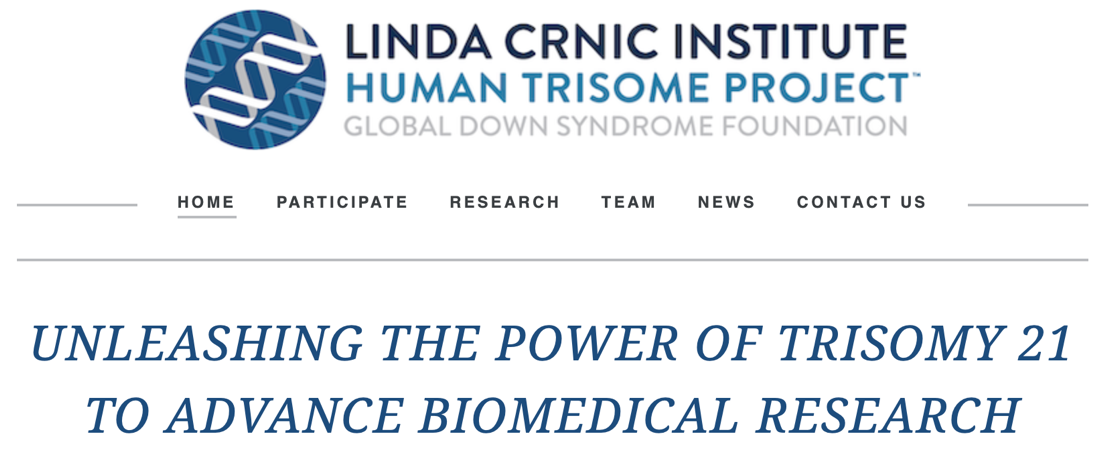 LINDA CRNIC INSTITUTE
HUMAN TRISOME PROJECT™
GLOBAL DOWN SYNDROME FOUNDATION
HOME PARTICIPATE RESEARCH TEAM NEWS CONTACT US
UNLEASHING THE POWER OF TRISOMY 21
TO ADVANCE BIOMEDICAL RESEARCH